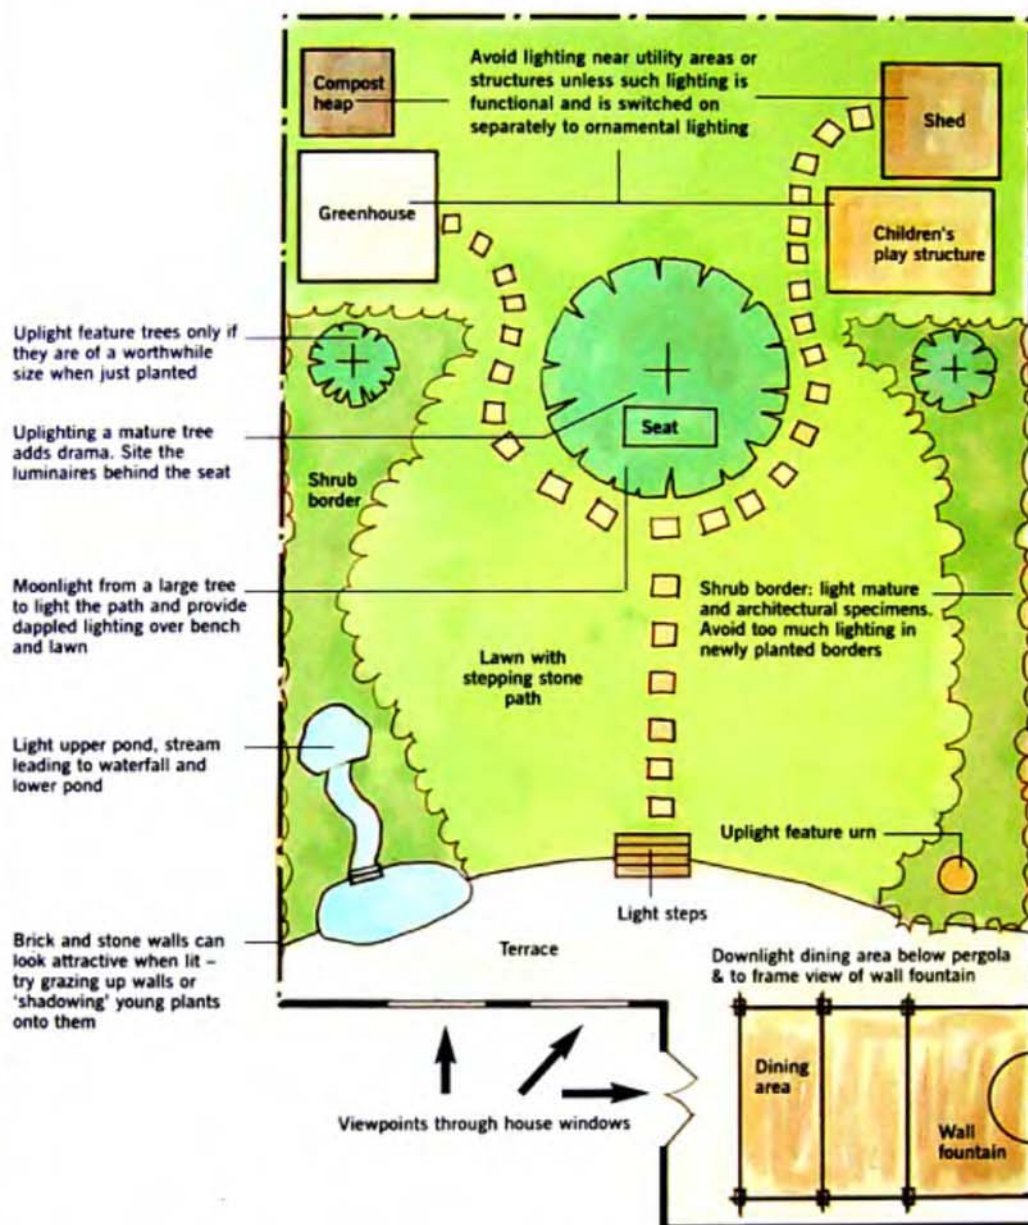 Compost
heap
Avoid lighting near utility areas or
structures unless such lighting is
functional and is switched on
separately to ornamental lighting
Shed
Greenhouse
Children's
play structure
Uplight feature trees only if
they are of a worthwhile
size when just planted
Uplighting a mature tree
adds drama. Site the
luminaires behind the seat
Seat
Shrub
border
Moonlight from a large tree
to light the path and provide
dappled lighting over bench
and lawn
Shrub border: light mature
and architectural specimens.
Avoid too much lighting in
newly planted borders
Lawn with
stepping stone
path
Light upper pond, stream
leading to waterfall and
lower pond
Uplight feature urn
Light steps
Brick and stone walls can
look attractive when lit –
try grazing up walls or
‘shadowing’ young plants
onto them
Terrace
Downlight dining area below pergola
& to frame view of wall fountain
Dining
area
Viewpoints through house windows
Wall
fountain